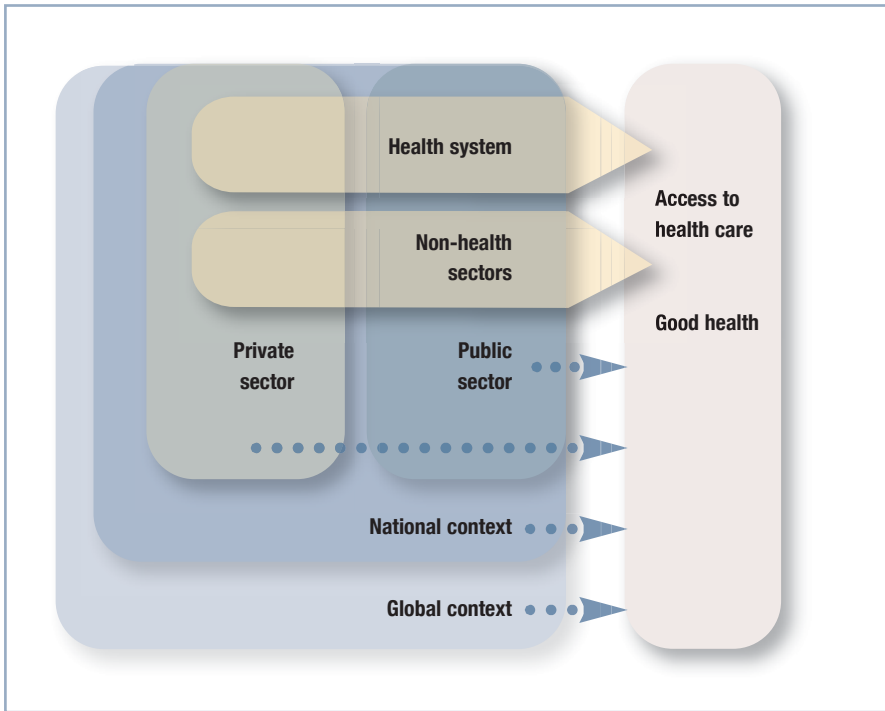 Health system
Non-health
sectors
Access to
health care
Good health
Private
sector
Public
sector
National context
Global context